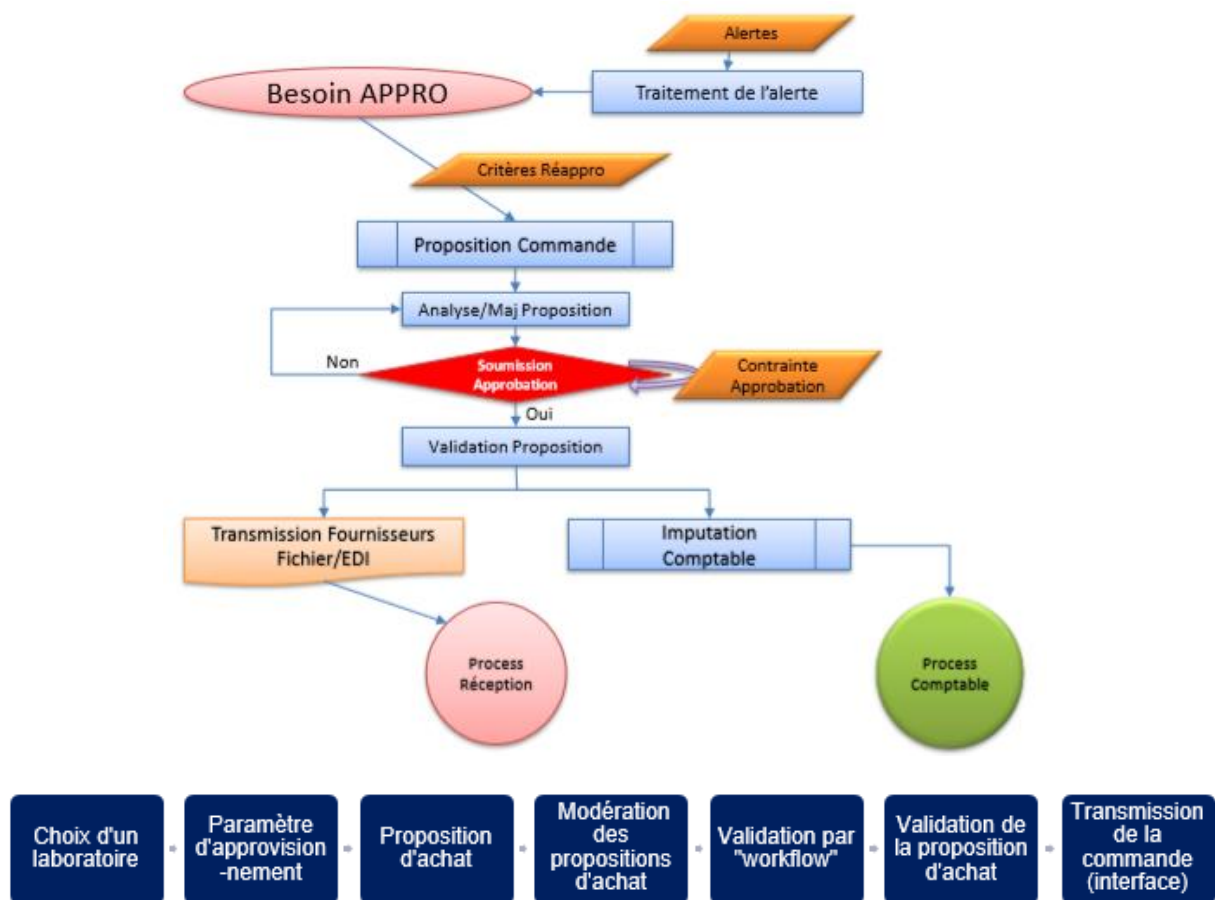 Alertes
Besoin APPRO
Traitement de l'alerte
Critères Réappro
Proposition Commande
Analyse/Maj Proposition
Non
Soumission
Approbation
Contrainte
Approbation
Oui
Validation Proposition
Transmission Fournisseurs
Fichier/EDI
Imputation
Comptable
Process
Réception
Process
Comptable
Choix d'un
laboratoire
Paramètre
d'approvision
-nement
Proposition
d'achat
Modération
des
propositions
d'achat
Validation par
"workflow"
Validation de
la proposition
d'achat
Transmission
de la
commande
(interface)